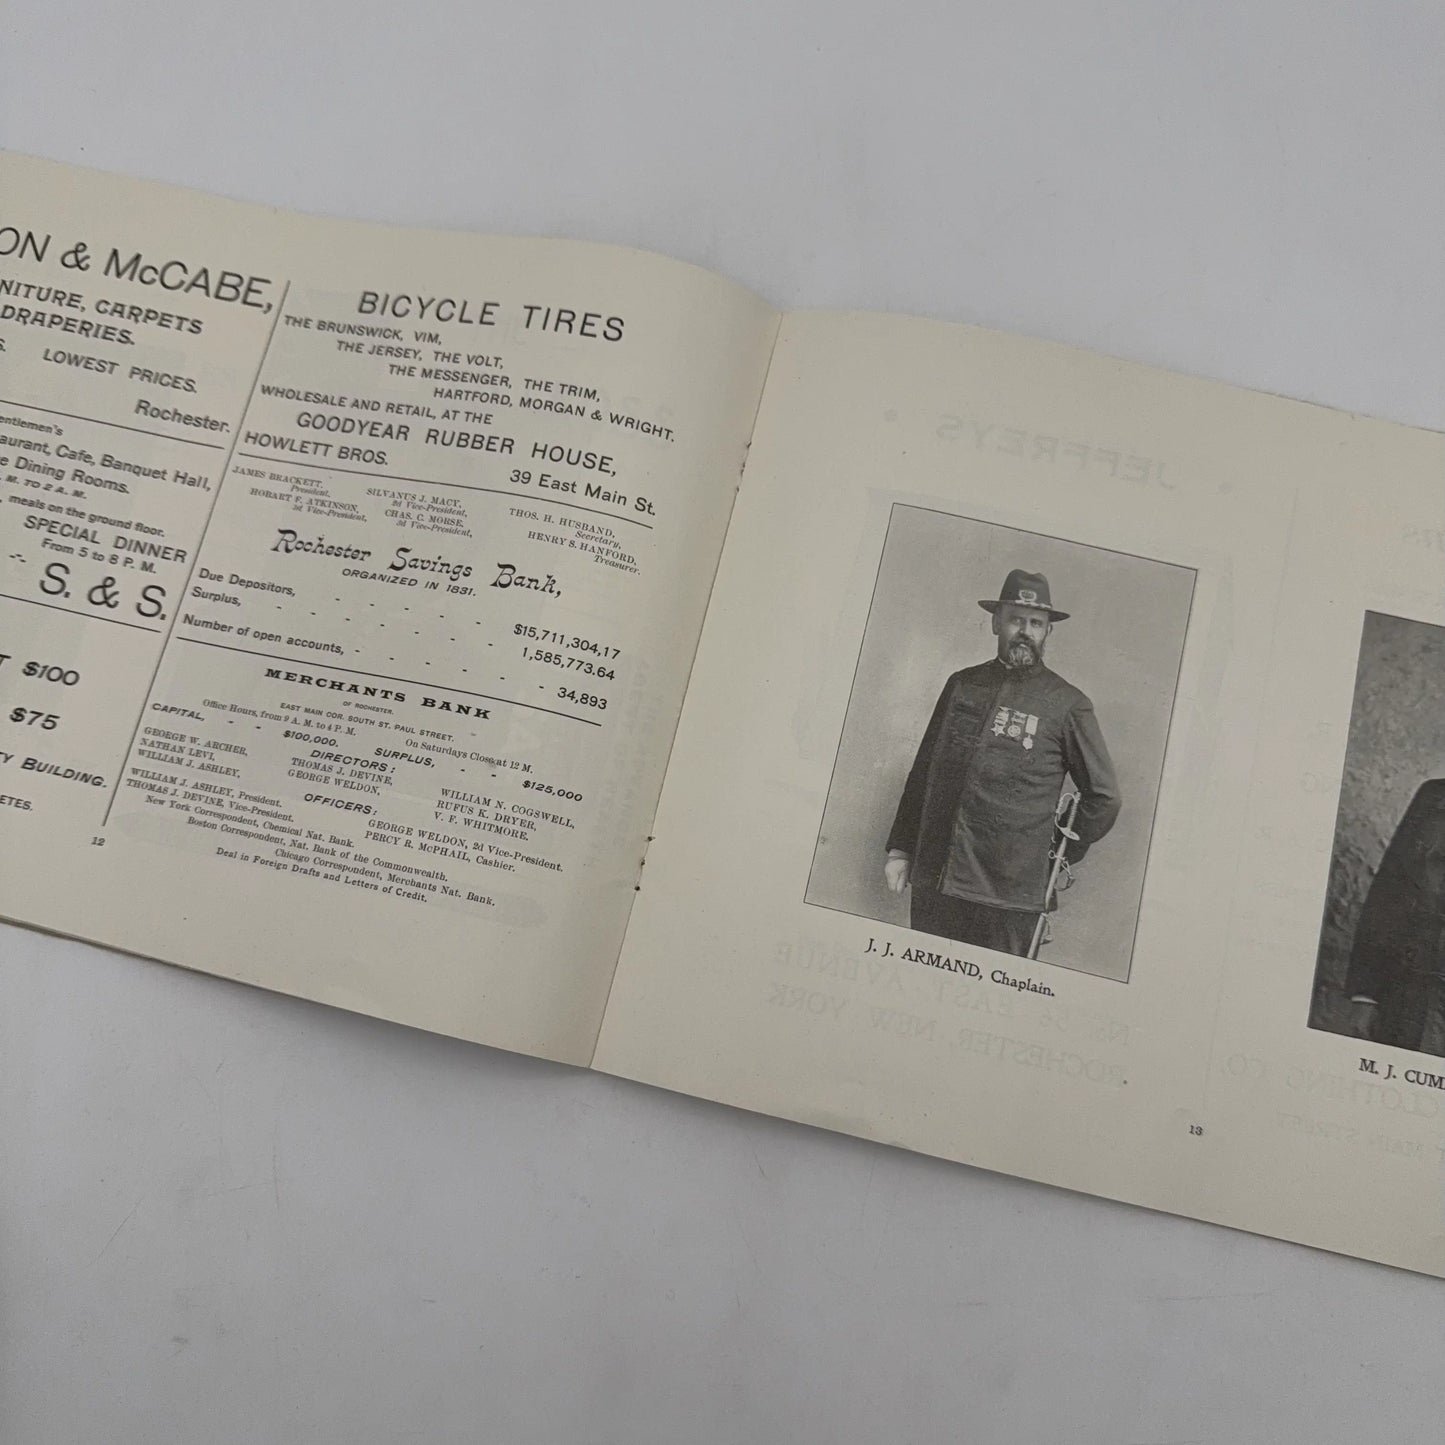 ON & McCABE,
NITURE, CARPETS
DRAPERIES.
S. LOWEST PRICES.
Rochester.
entlemen's
aurant, Cafe, Banquet Hall,
e Dining Rooms.
M. TO 2 A. M.
meals on the ground floor.
SPECIAL DINNER
From 5 to 8 P. M.
S. & S.
T $100
$75
TY BUILDING.
ETES.
BICYCLE TIRES
THE BRUNSWICK, VIM,
THE JERSEY, THE VOLT,
THE MESSENGER, THE TRIM,
HARTFORD, MORGAN & WRIGHT.
WHOLESALE AND RETAIL, AT THE
GOODYEAR RUBBER HOUSE,
HOWLETT BROS. 39 East Main St.
JAMES BRACKETT,
President.
HOBART F. ATKINSON,
2d Vice-President,
SILVANUS J. MACY,
2d Vice-President,
CHAS. C. MORSE,
3d Vice-President,
THOS. H. HUSBAND,
Secretary,
HENRY S. HANFORD,
Treasurer.
Rochester Savings Bank,
ORGANIZED IN 1831.
Due Depositors, - - - - - $15,711,304,17
Surplus, - - - - - - 1,585,773.64
Number of open accounts, - - - - - - 34,893
MERCHANTS BANK
OF ROCHESTER.
EAST MAIN COR. SOUTH ST. PAUL STREET.
Office Hours, from 9 A. M. to 4 P. M. On Saturdays Close at 12 M.
CAPITAL, - - $100,000. SURPLUS, - - $125,000
DIRECTORS:
GEORGE W. ARCHER, THOMAS J. DEVINE, WILLIAM N. COGSWELL,
NATHAN LEVI, GEORGE WELDON, RUFUS K. DRYER,
WILLIAM J. ASHLEY, V. F. WHITMORE.
OFFICERS:
WILLIAM J. ASHLEY, President. GEORGE WELDON, 2d Vice-President.
THOMAS J. DEVINE, Vice-President. PERCY R. McPHAIL, Cashier.
New York Correspondent, Chemical Nat. Bank.
Boston Correspondent, Nat. Bank of the Commonwealth.
Chicago Correspondent, Merchants Nat. Bank.
Deal in Foreign Drafts and Letters of Credit.
12
J. J. ARMAND, Chaplain.
M. J. CUM
13